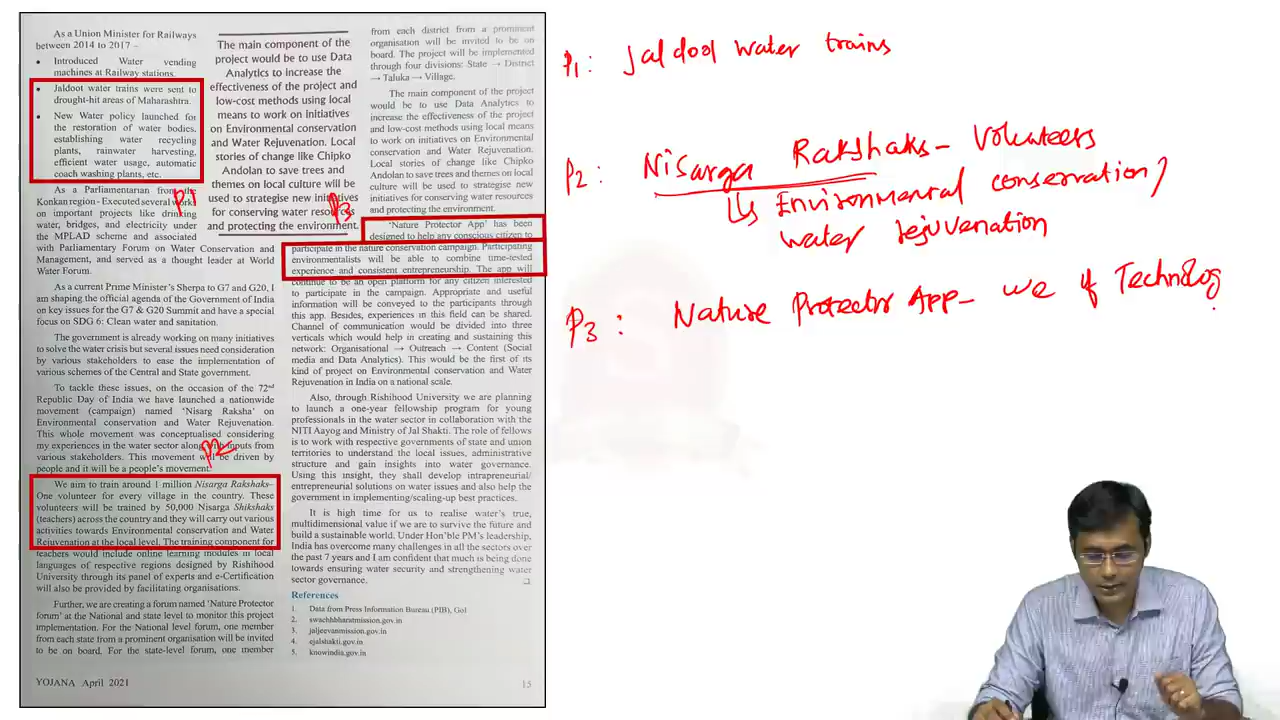 As a Union Minister for Railways
between 2014 to 2017 –
• Introduced Water vending
machines at Railway stations.
• Jaldoot water trains were sent to
drought-hit areas of Maharashtra.
• New Water policy launched for
the restoration of water bodies,
establishing water recycling
plants, rainwater harvesting,
efficient water usage, automatic
coach washing plants, etc.
P1
As a Parliamentarian from the
Konkan region - Executed several works
on important projects like drinking
water, bridges, and electricity under
the MPLAD scheme and associated
with Parliamentary Forum on Water Conservation and
Management, and served as a thought leader at World
Water Forum.
As a current Prime Minister's Sherpa to G7 and G20, I
am shaping the official agenda of the Government of India
on key issues for the G7 & G20 Summit and have a special
focus on SDG 6: Clean water and sanitation.
The government is already working on many initiatives
to solve the water crisis but several issues need consideration
by various stakeholders to ease the implementation of
various schemes of the Central and State government.
To tackle these issues, on the occasion of the 72nd
Republic Day of India we have launched a nationwide
movement (campaign) named 'Nisarg Raksha' on
Environmental conservation and Water Rejuvenation.
This whole movement was conceptualised considering
my experiences in the water sector along with inputs from
various stakeholders. This movement will be driven by
people and it will be a people's movement.
P2
We aim to train around 1 million Nisarga Rakshaks–
One volunteer for every village in the country. These
volunteers will be trained by 50,000 Nisarga Shikshaks
(teachers) across the country and they will carry out various
activities towards Environmental conservation and Water
Rejuvenation at the local level. The training component for
teachers would include online learning modules in local
languages of respective regions designed by Rishihood
University through its panel of experts and e-Certification
will also be provided by facilitating organisations.
Further, we are creating a forum named 'Nature Protector
forum' at the National and state level to monitor this project
implementation. For the National level forum, one member
from each state from a prominent organisation will be invited
to be on board. For the state-level forum, one member
The main component of the
project would be to use Data
Analytics to increase the
effectiveness of the project and
low-cost methods using local
means to work on Initiatives
on Environmental conservation
and Water Rejuvenation. Local
stories of change like Chipko
Andolan to save trees and
themes on local culture will be
used to strategise new initiatives
for conserving water resources
and protecting the environment.
P3
from each district from a prominent
organisation will be invited to be on
board. The project will be implemented
through four divisions: State → District
→ Taluka → Village.
The main component of the project
would be to use Data Analytics to
increase the effectiveness of the project
and low-cost methods using local means
to work on initiatives on Environmental
conservation and Water Rejuvenation.
Local stories of change like Chipko
Andolan to save trees and themes on local
culture will be used to strategise new
initiatives for conserving water resources
and protecting the environment.
'Nature Protector App' has been
designed to help any conscious citizen to
participate in the nature conservation campaign. Participating
environmentalists will be able to combine time-tested
experience and consistent entrepreneurship. The app will
continue to be an open platform for any citizen interested
to participate in the campaign. Appropriate and useful
information will be conveyed to the participants through
this app. Besides, experiences in this field can be shared.
Channel of communication would be divided into three
verticals which would help in creating and sustaining this
network: Organisational → Outreach → Content (Social
media and Data Analytics). This would be the first of its
kind of project on Environmental conservation and Water
Rejuvenation in India on a national scale.
Also, through Rishihood University we are planning
to launch a one-year fellowship program for young
professionals in the water sector in collaboration with the
NITI Aayog and Ministry of Jal Shakti. The role of fellows
is to work with respective governments of state and union
territories to understand the local issues, administrative
structure and gain insights into water governance.
Using this insight, they shall develop intrapreneurial/
entrepreneurial solutions on water issues and also help the
government in implementing/scaling-up best practices.
It is high time for us to realise water's true,
multidimensional value if we are to survive the future and
build a sustainable world. Under Hon'ble PM's leadership,
India has overcome many challenges in all the sectors over
the past 7 years and I am confident that much is being done
towards ensuring water security and strengthening water
sector governance.
References
1. Data from Press Information Bureau (PIB), GoI
2. swachhbharatmission.gov.in
3. jaljeevanmission.gov.in
4. ejalshakti.gov.in
5. knowindia.gov.in
YOJANA April 2021
15
P1: Jaldool water trains
P2: Nisarga Rakshaks - Volunteers
↳ Environmental conservation,
water rejuvenation
P3: Nature Protector App - use of Technolog